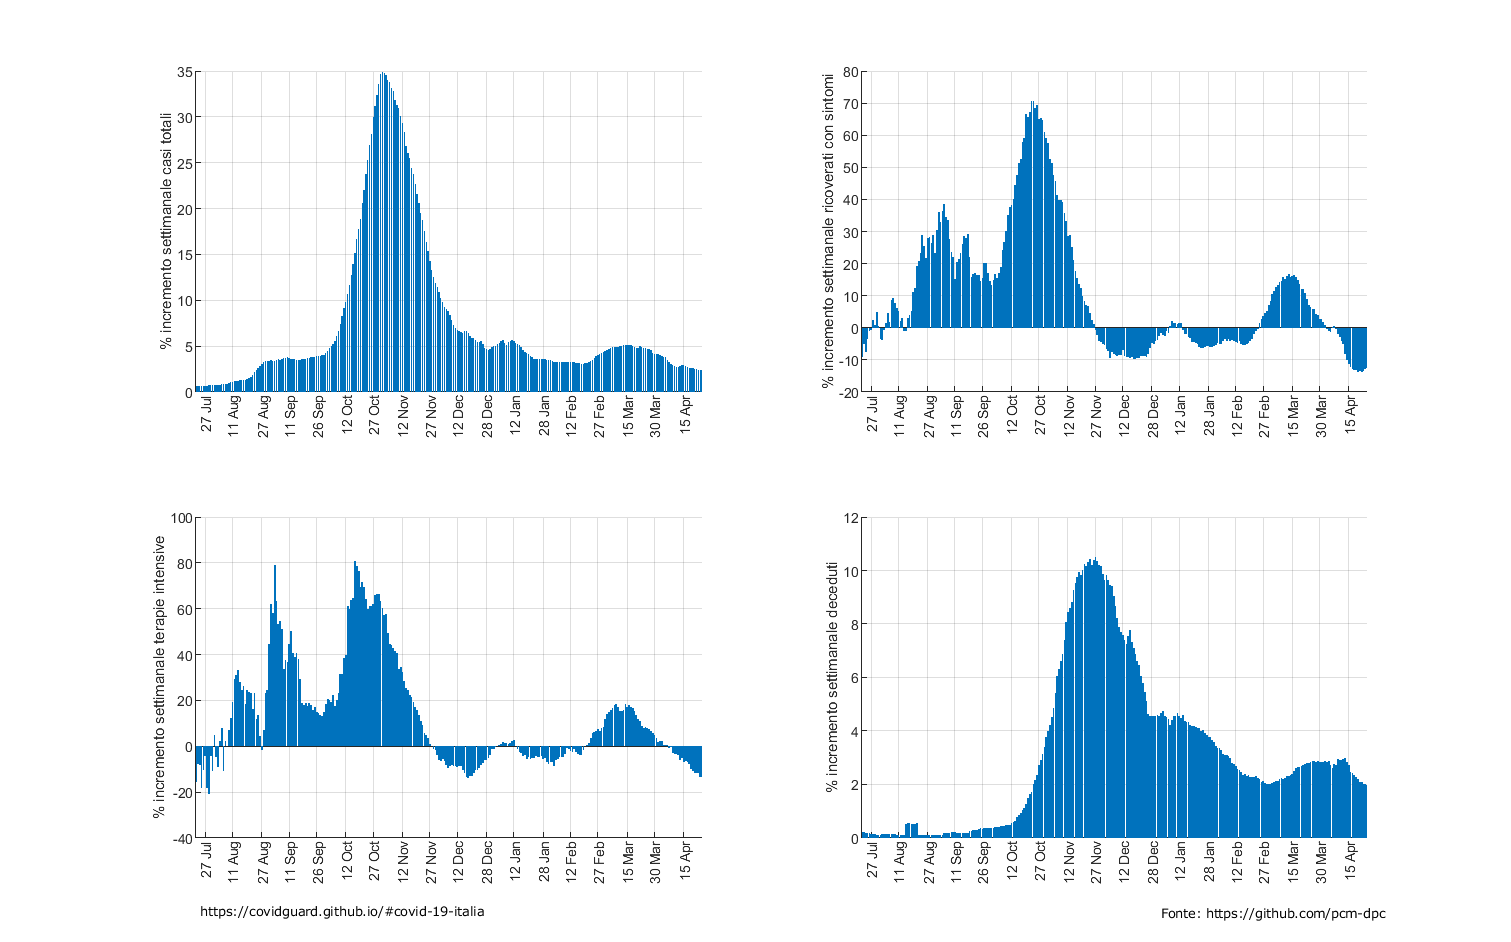 % incremento settimanale casi totali
35
30
25
20
15
10
5
0
27 Jul
11 Aug
27 Aug
11 Sep
26 Sep
12 Oct
27 Oct
12 Nov
27 Nov
12 Dec
28 Dec
12 Jan
28 Jan
12 Feb
27 Feb
15 Mar
30 Mar
15 Apr
% incremento settimanale ricoverati con sintomi
80
70
60
50
40
30
20
10
0
-10
-20
27 Jul
11 Aug
27 Aug
11 Sep
26 Sep
12 Oct
27 Oct
12 Nov
27 Nov
12 Dec
28 Dec
12 Jan
28 Jan
12 Feb
27 Feb
15 Mar
30 Mar
15 Apr
% incremento settimanale terapie intensive
100
80
60
40
20
0
-20
-40
27 Jul
11 Aug
27 Aug
11 Sep
26 Sep
12 Oct
27 Oct
12 Nov
27 Nov
12 Dec
28 Dec
12 Jan
28 Jan
12 Feb
27 Feb
15 Mar
30 Mar
15 Apr
% incremento settimanale deceduti
12
10
8
6
4
2
0
27 Jul
11 Aug
27 Aug
11 Sep
26 Sep
12 Oct
27 Oct
12 Nov
27 Nov
12 Dec
28 Dec
12 Jan
28 Jan
12 Feb
27 Feb
15 Mar
30 Mar
15 Apr
https://covidguard.github.io/#covid-19-italia
Fonte: https://github.com/pcm-dpc